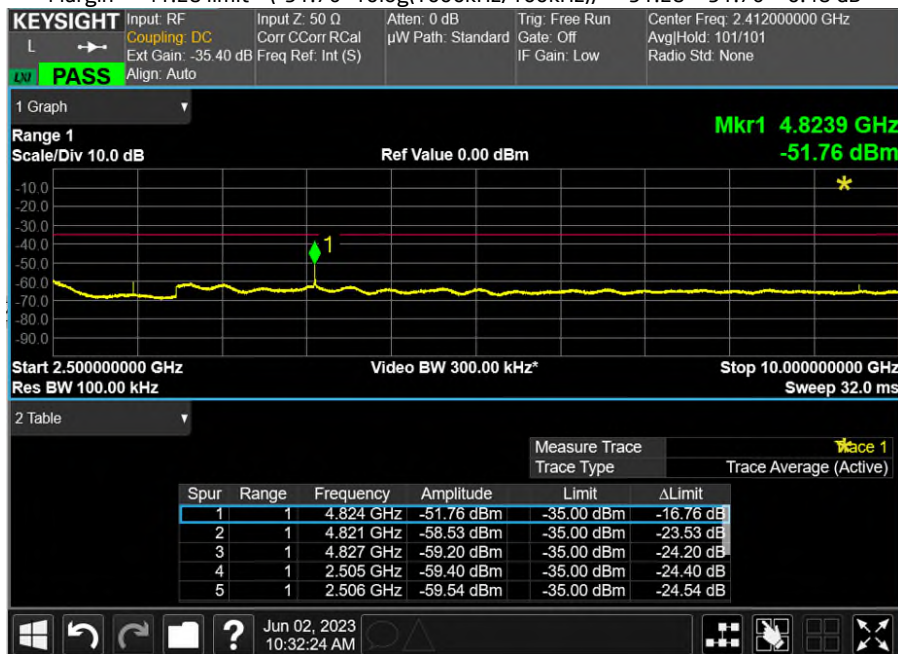 KEYSIGHT
L
LXI PASS
Input: RF
Coupling: DC
Ext Gain: -35.40 dB
Align: Auto
Input Z: 50 Ω
Corr CCorr RCal
Freq Ref: Int (S)
Atten: 0 dB
µW Path: Standard
Trig: Free Run
Gate: Off
IF Gain: Low
Center Freq: 2.412000000 GHz
Avg|Hold: 101/101
Radio Std: None
1 Graph
Range 1
Scale/Div 10.0 dB
Ref Value 0.00 dBm
Mkr1 4.8239 GHz
-51.76 dBm
-10.0
-20.0
-30.0
-40.0
-50.0
-60.0
-70.0
-80.0
-90.0
1
Start 2.500000000 GHz
Res BW 100.00 kHz
Video BW 300.00 kHz*
Stop 10.000000000 GHz
Sweep 32.0 ms
2 Table
Measure Trace
Trace Type Trace Average (Active)
Spur Range Frequency Amplitude Limit ΔLimit
1 1 4.824 GHz -51.76 dBm -35.00 dBm -16.76 dB
2 1 4.821 GHz -58.53 dBm -35.00 dBm -23.53 dB
3 1 4.827 GHz -59.20 dBm -35.00 dBm -24.20 dB
4 1 2.505 GHz -59.40 dBm -35.00 dBm -24.40 dB
5 1 2.506 GHz -59.54 dBm -35.00 dBm -24.54 dB
?
Jun 02, 2023
10:32:24 AM